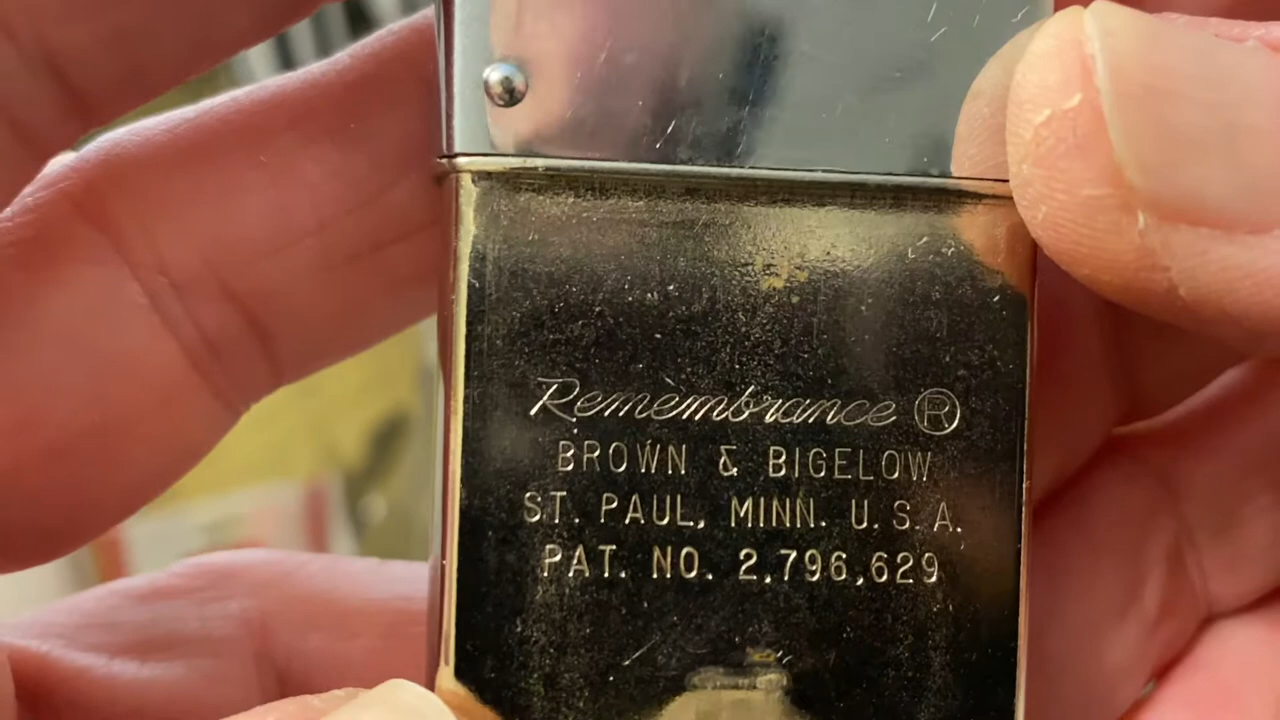 Remembrance ®
BROWN & BIGELOW
ST. PAUL, MINN. U.S.A.
PAT. NO. 2,796,629